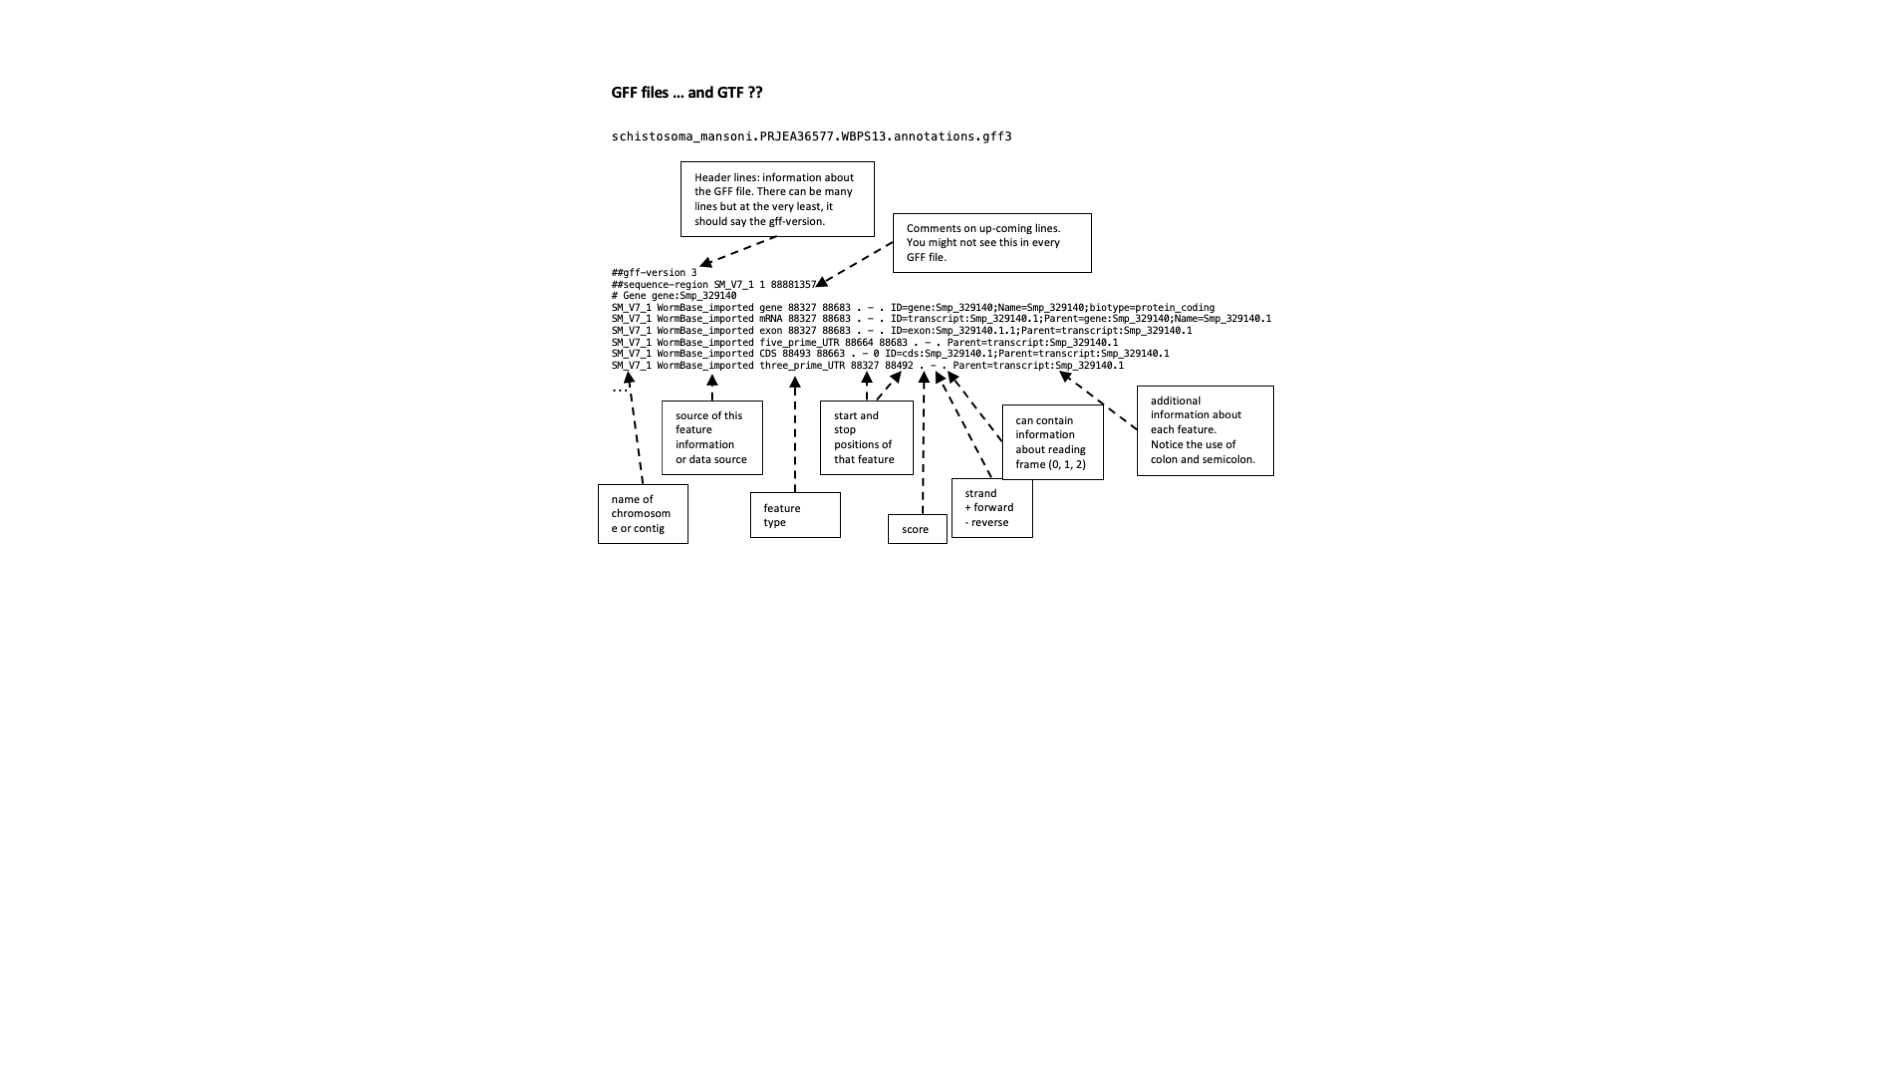 GFF files ... and GTF ??
schistosoma_mansoni.PRJEA36577.WBPS13.annotations.gff3
Header lines: information about
the GFF file. There can be many
lines but at the very least, it
should say the gff-version.
Comments on up-coming lines.
You might not see this in every
GFF file.
##gff-version 3
##sequence-region SM_V7_1 1 88881357
# Gene gene:Smp_329140
SM_V7_1 WormBase_imported gene 88327 88683 . - . ID=gene:Smp_329140;Name=Smp_329140;biotype=protein_coding
SM_V7_1 WormBase_imported mRNA 88327 88683 . - . ID=transcript:Smp_329140.1;Parent=gene:Smp_329140;Name=Smp_329140.1
SM_V7_1 WormBase_imported exon 88327 88683 . - . ID=exon:Smp_329140.1.1;Parent=transcript:Smp_329140.1
SM_V7_1 WormBase_imported five_prime_UTR 88664 88683 . - . Parent=transcript:Smp_329140.1
SM_V7_1 WormBase_imported CDS 88493 88663 . - 0 ID=cds:Smp_329140.1;Parent=transcript:Smp_329140.1
SM_V7_1 WormBase_imported three_prime_UTR 88327 88492 . - . Parent=transcript:Smp_329140.1
...
name of
chromosom
e or contig
source of this
feature
information
or data source
feature
type
start and
stop
positions of
that feature
score
strand
+ forward
- reverse
can contain
information
about reading
frame (0, 1, 2)
additional
information about
each feature.
Notice the use of
colon and semicolon.